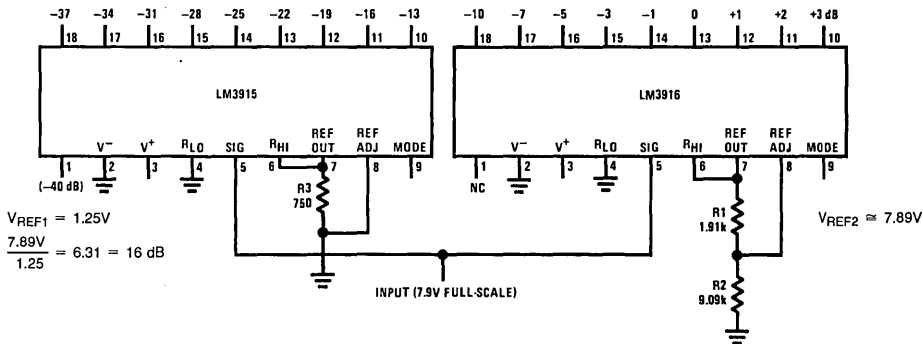 -37 -34 -31 -28 -25 -22 -19 -16 -13 -10 -7 -5 -3 -1 0 +1 +2 +3 dB
18 17 16 15 14 13 12 11 10 18 17 16 15 14 13 12 11 10
LM3915 LM3916
V⁻ V⁺ RLO SIG RHI REF OUT REF ADJ MODE V⁻ V⁺ RLO SIG RHI REF OUT REF ADJ MODE
1 2 3 4 5 6 7 8 9 1 2 3 4 5 6 7 8 9
(-40 dB) NC
R3
750
R1
1.91k
VREF1 = 1.25V
VREF2 ≅ 7.89V
7.89V
1.25
= 6.31 = 16 dB
R2
9.09k
INPUT (7.9V FULL-SCALE)